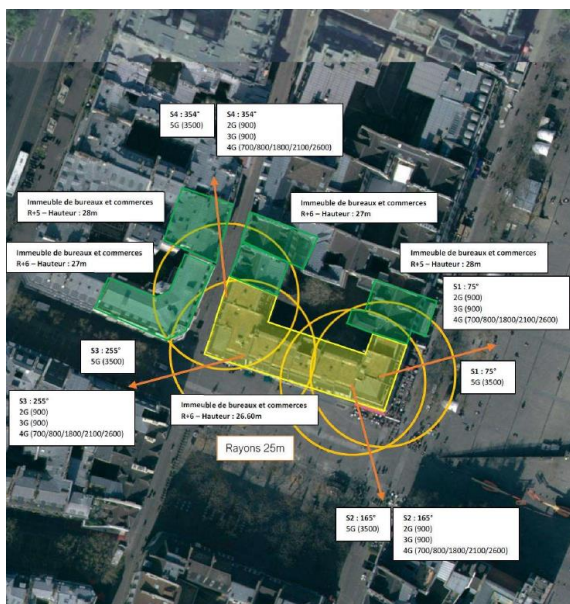 S4 : 354°
5G (3500)
S4 : 354°
2G (900)
3G (900)
4G (700/800/1800/2100/2600)
Immeuble de bureaux et commerces
R+5 – Hauteur : 28m
Immeuble de bureaux et commerces
R+6 – Hauteur : 27m
Immeuble de bureaux et commerces
R+6 – Hauteur : 27m
Immeuble de bureaux et commerces
R+5 – Hauteur : 28m
S1 : 75°
2G (900)
3G (900)
4G (700/800/1800/2100/2600)
S3 : 255°
5G (3500)
S1 : 75°
5G (3500)
S3 : 255°
2G (900)
3G (900)
4G (700/800/1800/2100/2600)
Immeuble de bureaux et commerces
R+6 – Hauteur : 26.60m
Rayons 25m
S2 : 165°
5G (3500)
S2 : 165°
2G (900)
3G (900)
4G (700/800/1800/2100/2600)